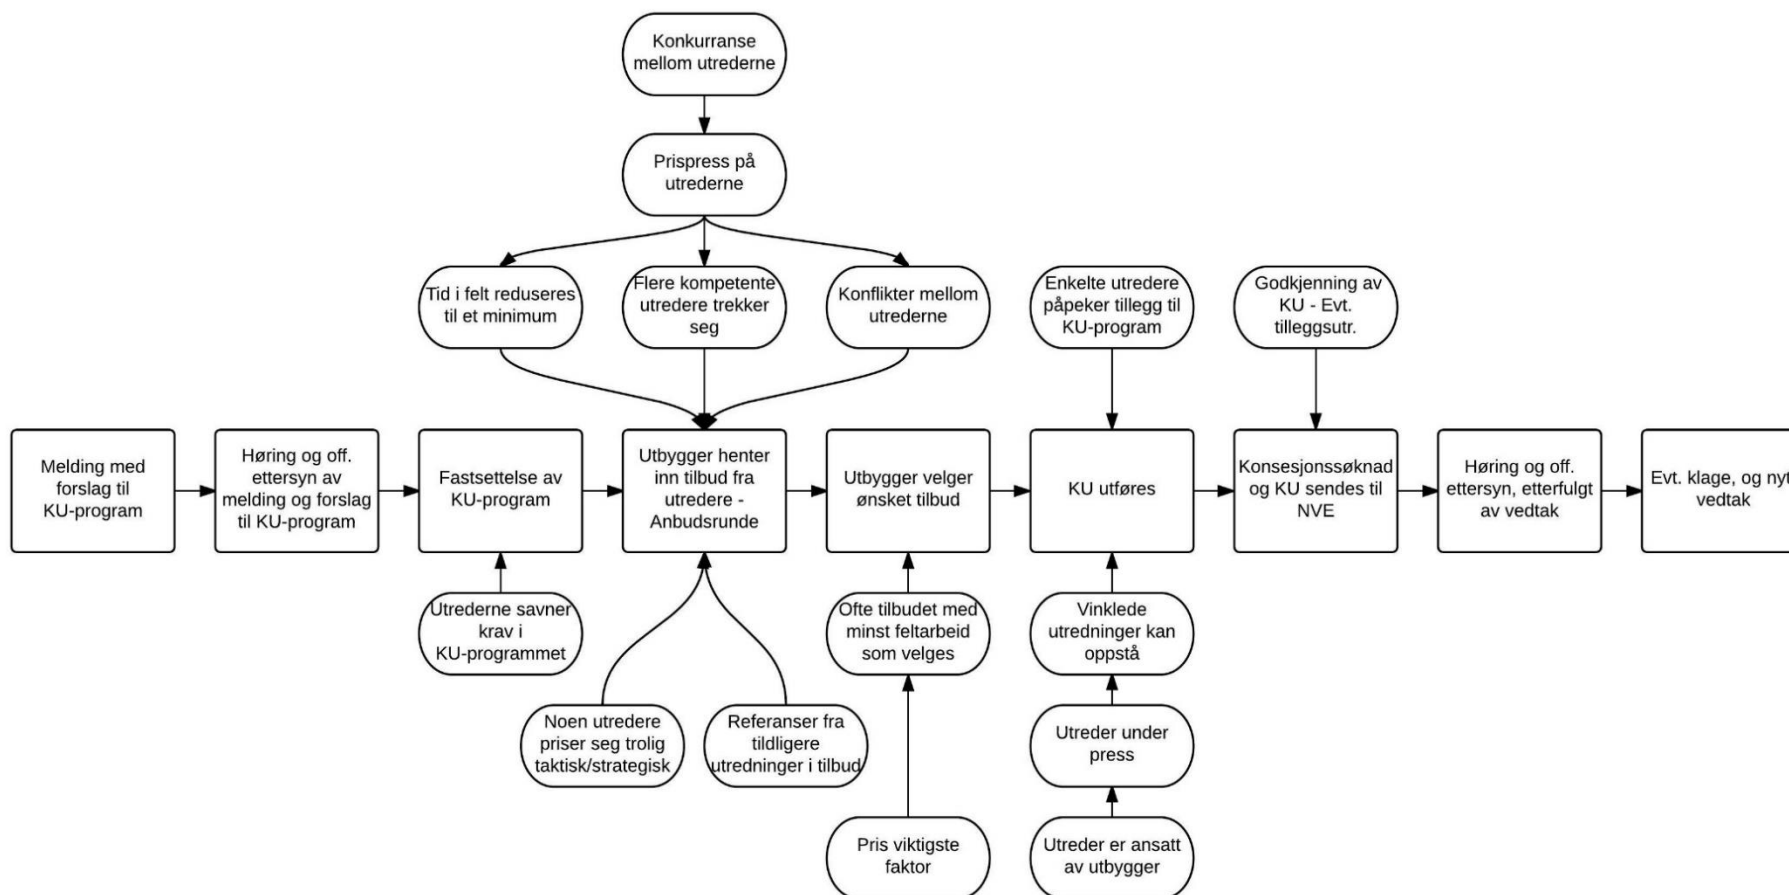 Konkurranse
mellom utrederne
Prispress på
utrederne
Tid i felt reduseres
til et minimum
Flere kompetente
utredere trekker
seg
Konflikter mellom
utrederne
Enkelte utredere
påpeker tillegg til
KU-program
Godkjenning av
KU - Evt.
tilleggsutr.
Melding med
forslag til
KU-program
Høring og off.
ettersyn av
melding og forslag
til KU-program
Fastsettelse av
KU-program
Utbygger henter
inn tilbud fra
utredere -
Anbudsrunde
Utbygger velger
ønsket tilbud
KU utføres
Konsesjonssøknad
og KU sendes til
NVE
Høring og off.
ettersyn, etterfulgt
av vedtak
Evt. klage, og nyt
vedtak
Utrederne savner
krav i
KU-programmet
Ofte tilbudet med
minst feltarbeid
som velges
Vinklede
utredninger kan
oppstå
Noen utredere
priser seg trolig
taktisk/strategisk
Referanser fra
tildligere
utredninger i tilbud
Utreder under
press
Pris viktigste
faktor
Utreder er ansatt
av utbygger